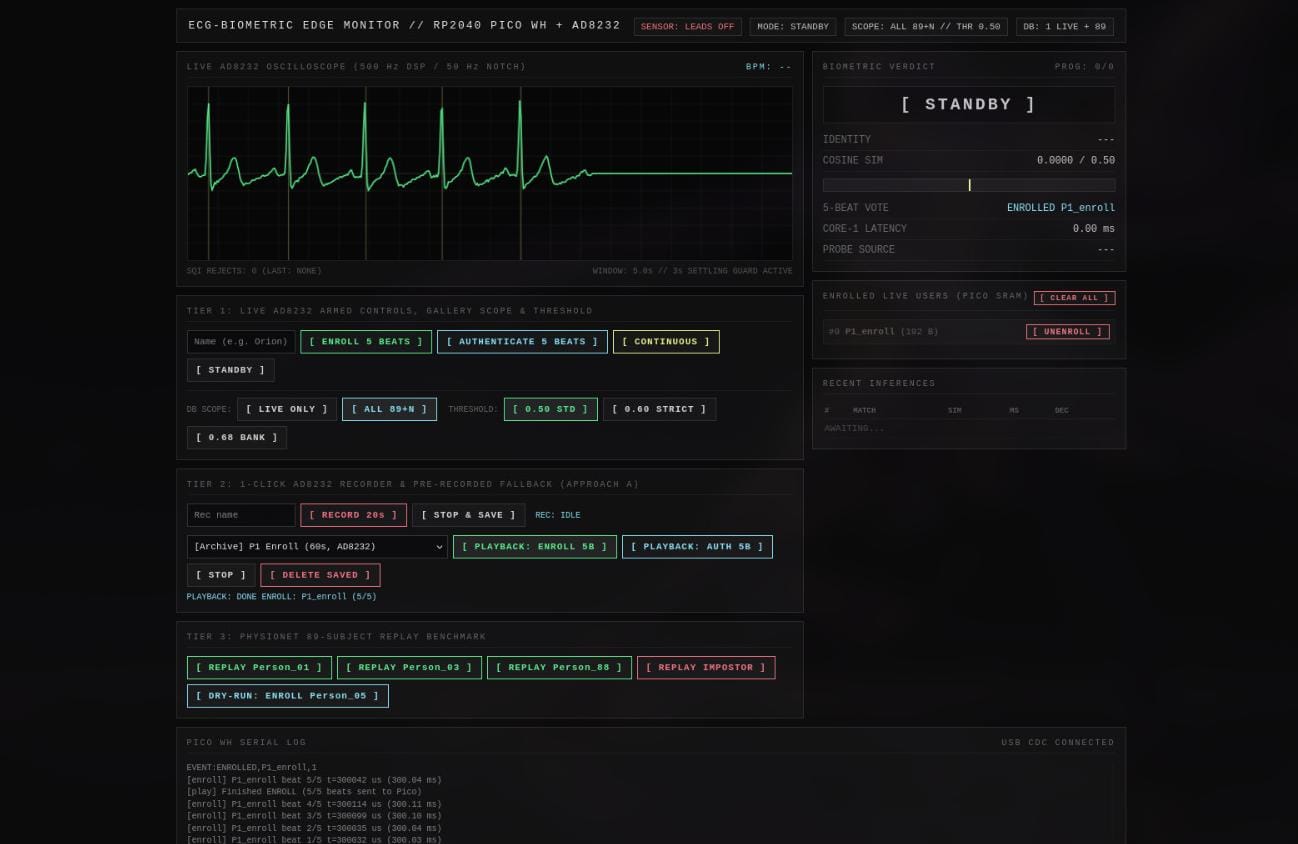 ECG-BIOMETRIC EDGE MONITOR // RP2040 PICO WH + AD8232
SENSOR: LEADS OFF
MODE: STANDBY
SCOPE: ALL 89+N // THR 0.50
DB: 1 LIVE + 89
LIVE AD8232 OSCILLOSCOPE (500 Hz DSP / 50 Hz NOTCH)
BPM: --
SQI REJECTS: 0 (LAST: NONE)
WINDOW: 5.0s // 3s SETTLING GUARD ACTIVE
BIOMETRIC VERDICT
PROG: 0/0
[ STANDBY ]
IDENTITY
---
COSINE SIM
0.0000 / 0.50
5-BEAT VOTE
ENROLLED P1_enroll
CORE-1 LATENCY
0.00 ms
PROBE SOURCE
---
ENROLLED LIVE USERS (PICO SRAM)
[ CLEAR ALL ]
#0 P1_enroll (192 B)
[ UNENROLL ]
RECENT INFERENCES
# MATCH SIM MS DEC
AWAITING...
TIER 1: LIVE AD8232 ARMED CONTROLS, GALLERY SCOPE & THRESHOLD
Name (e.g. Orion)
[ ENROLL 5 BEATS ]
[ AUTHENTICATE 5 BEATS ]
[ CONTINUOUS ]
[ STANDBY ]
DB SCOPE:
[ LIVE ONLY ]
[ ALL 89+N ]
THRESHOLD:
[ 0.50 STD ]
[ 0.60 STRICT ]
[ 0.68 BANK ]
TIER 2: 1-CLICK AD8232 RECORDER & PRE-RECORDED FALLBACK (APPROACH A)
Rec name
[ RECORD 20s ]
[ STOP & SAVE ]
REC: IDLE
[Archive] P1 Enroll (60s, AD8232)
[ PLAYBACK: ENROLL 5B ]
[ PLAYBACK: AUTH 5B ]
[ STOP ]
[ DELETE SAVED ]
PLAYBACK: DONE ENROLL: P1_enroll (5/5)
TIER 3: PHYSIONET 89-SUBJECT REPLAY BENCHMARK
[ REPLAY Person_01 ]
[ REPLAY Person_03 ]
[ REPLAY Person_88 ]
[ REPLAY IMPOSTOR ]
[ DRY-RUN: ENROLL Person_05 ]
PICO WH SERIAL LOG
USB CDC CONNECTED
EVENT:ENROLLED,P1_enroll,1
[enroll] P1_enroll beat 5/5 t=300042 us (300.04 ms)
[play] Finished ENROLL (5/5 beats sent to Pico)
[enroll] P1_enroll beat 4/5 t=300114 us (300.11 ms)
[enroll] P1_enroll beat 3/5 t=300099 us (300.10 ms)
[enroll] P1_enroll beat 2/5 t=300035 us (300.04 ms)
[enroll] P1_enroll beat 1/5 t=300032 us (300.03 ms)